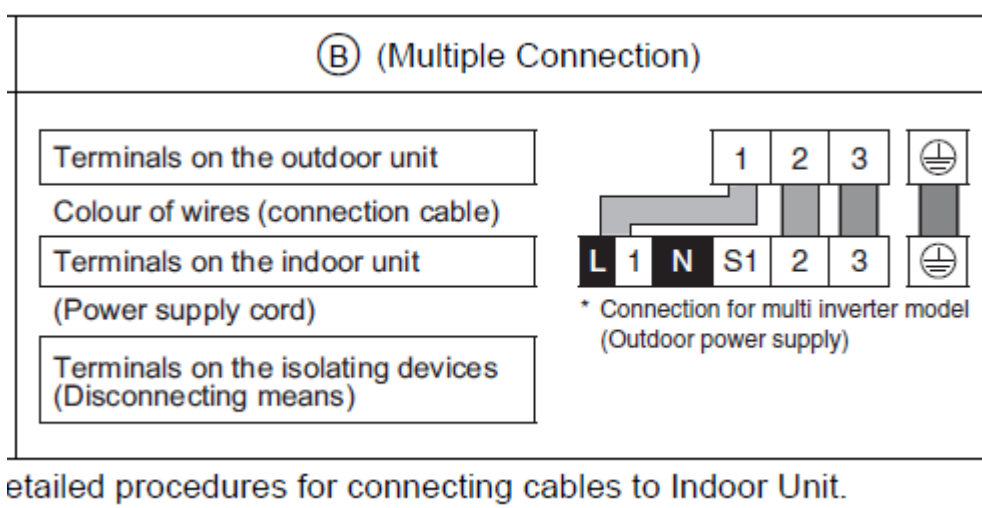 B (Multiple Connection)
Terminals on the outdoor unit
1 2 3
Colour of wires (connection cable)
Terminals on the indoor unit
L 1 N S1 2 3
(Power supply cord)
* Connection for multi inverter model
(Outdoor power supply)
Terminals on the isolating devices
(Disconnecting means)
etailed procedures for connecting cables to Indoor Unit.